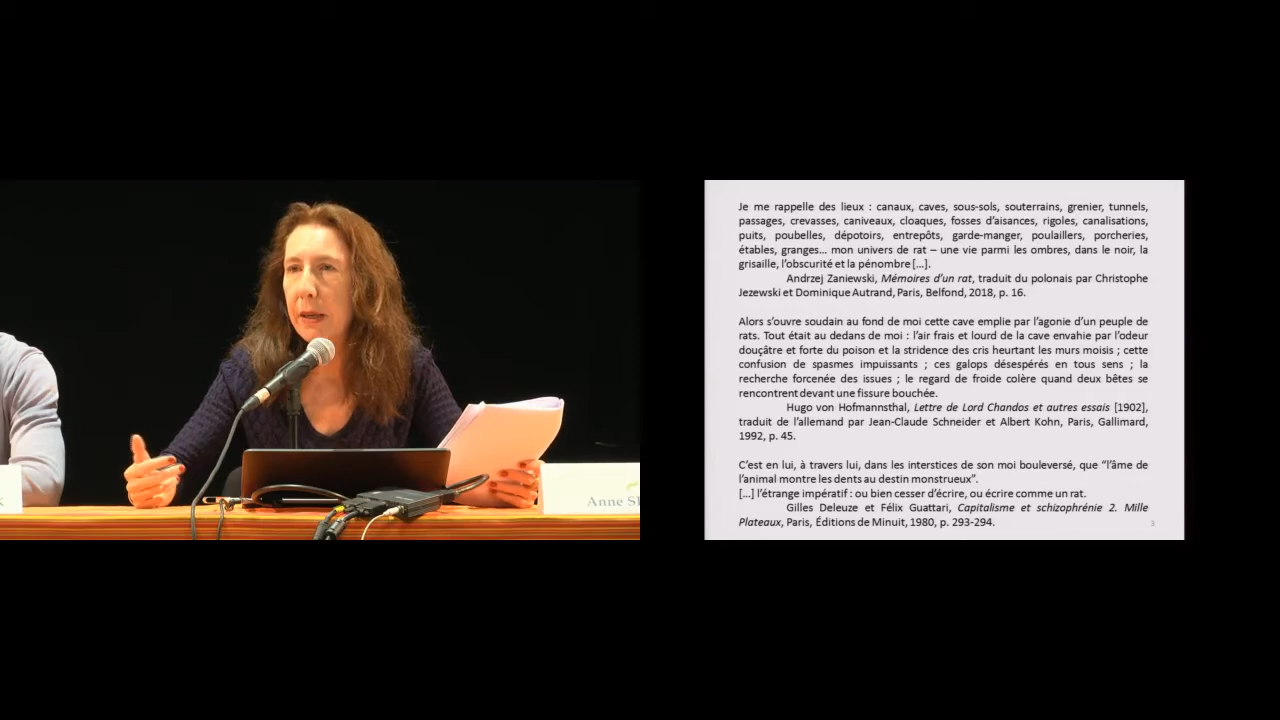 Je me rappelle des lieux : canaux, caves, sous-sols, souterrains, grenier, tunnels,
passages, crevasses, caniveaux, cloaques, fosses d'aisances, rigoles, canalisations,
puits, poubelles, dépotoirs, entrepôts, garde-manger, poulaillers, porcheries,
étables, granges… mon univers de rat – une vie parmi les ombres, dans le noir, la
grisaille, l'obscurité et la pénombre […].
Andrzej Zaniewski, Mémoires d'un rat, traduit du polonais par Christophe
Jezewski et Dominique Autrand, Paris, Belfond, 2018, p. 16.
Alors s'ouvre soudain au fond de moi cette cave emplie par l'agonie d'un peuple de
rats. Tout était au dedans de moi : l'air frais et lourd de la cave envahie par l'odeur
douçâtre et forte du poison et la stridence des cris heurtant les murs moisis ; cette
confusion de spasmes impuissants ; ces galops désespérés en tous sens ; la
recherche forcenée des issues ; le regard de froide colère quand deux bêtes se
rencontrent devant une fissure bouchée.
Hugo von Hofmannsthal, Lettre de Lord Chandos et autres essais [1902],
traduit de l'allemand par Jean-Claude Schneider et Albert Kohn, Paris, Gallimard,
1992, p. 45.
C'est en lui, à travers lui, dans les interstices de son moi bouleversé, que “l'âme de
l'animal montre les dents au destin monstrueux”.
[…] l'étrange impératif : ou bien cesser d'écrire, ou écrire comme un rat.
Gilles Deleuze et Félix Guattari, Capitalisme et schizophrénie 2. Mille
Plateaux, Paris, Éditions de Minuit, 1980, p. 293-294.
3
Anne